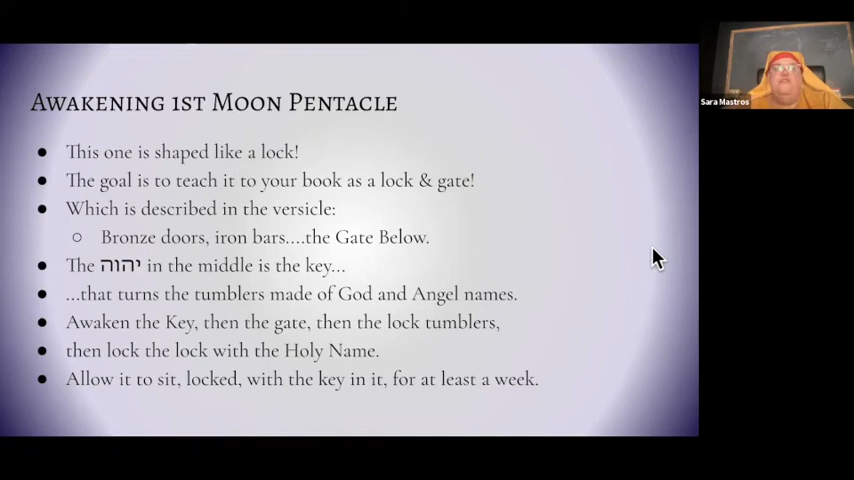 Awakening 1st Moon Pentacle
● This one is shaped like a lock!
● The goal is to teach it to your book as a lock & gate!
● Which is described in the versicle:
○ Bronze doors, iron bars....the Gate Below.
● The יהוה in the middle is the key...
● ...that turns the tumblers made of God and Angel names.
● Awaken the Key, then the gate, then the lock tumblers,
● then lock the lock with the Holy Name.
● Allow it to sit, locked, with the key in it, for at least a week.
Sara Mastros